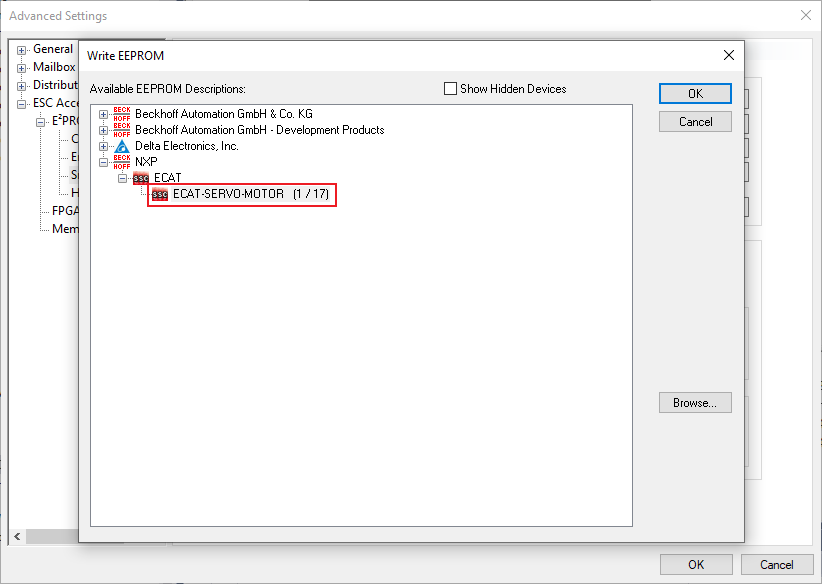 Advanced Settings
General
Mailbox
Distribut
ESC Acce
E²PRO
FPGA
Mem
Write EEPROM
Available EEPROM Descriptions:
Show Hidden Devices
BECK HOFF Beckhoff Automation GmbH & Co. KG
BECK HOFF Beckhoff Automation GmbH - Development Products
Delta Electronics, Inc.
BECK HOFF NXP
SSC ECAT
SSC ECAT-SERVO-MOTOR (1 / 17)
OK
Cancel
Browse...
OK
Cancel